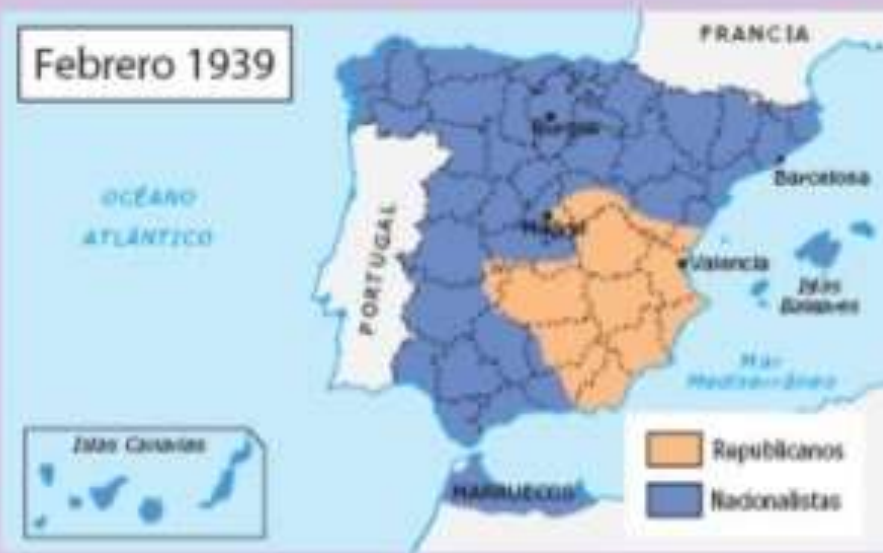 Febrero 1939
FRANCIA
OCÉANO
ATLÁNTICO
PORTUGAL
Burgos
Barcelona
Madrid
Valencia
Islas
Baleares
Mar
Mediterráneo
Islas Canarias
MARRUECOS
Republicanos
Nacionalistas